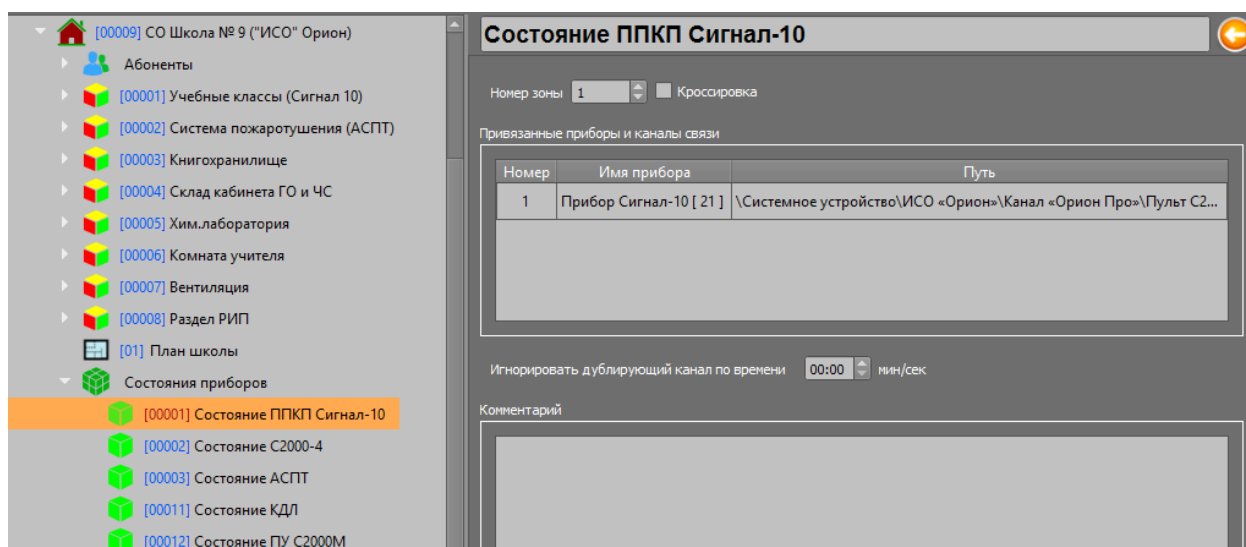 [00009] СО Школа № 9 ("ИСО" Орион)
Абоненты
[00001] Учебные классы (Сигнал 10)
[00002] Система пожаротушения (АСПТ)
[00003] Книгохранилище
[00004] Склад кабинета ГО и ЧС
[00005] Хим.лаборатория
[00006] Комната учителя
[00007] Вентиляция
[00008] Раздел РИП
[01] План школы
Состояния приборов
[00001] Состояние ППКП Сигнал-10
[00002] Состояние С2000-4
[00003] Состояние АСПТ
[00011] Состояние КДЛ
[00012] Состояние ПУ С2000М
Состояние ППКП Сигнал-10
Номер зоны 1 Кроссировка
Привязанные приборы и каналы связи
Номер Имя прибора Путь
1 Прибор Сигнал-10 [ 21 ] \Системное устройство\ИСО «Орион»\Канал «Орион Про»\Пульт С2...
Игнорировать дублирующий канал по времени 00:00 мин/сек
Комментарий